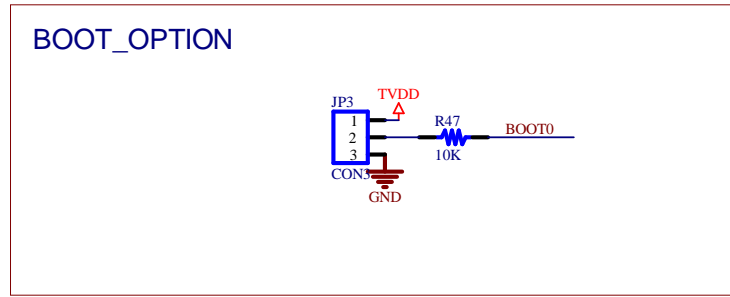 BOOT_OPTION
JP3
TVDD
1
2
3
R47
10K
BOOT0
CON3
GND